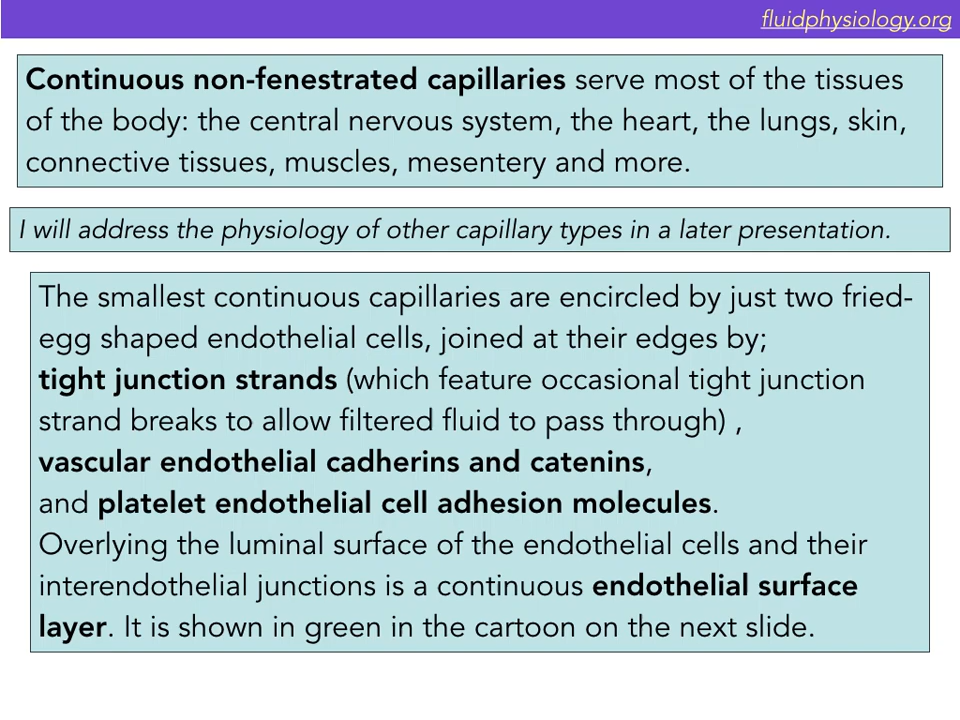 fluidphysiology.org
Continuous non-fenestrated capillaries serve most of the tissues
of the body: the central nervous system, the heart, the lungs, skin,
connective tissues, muscles, mesentery and more.
I will address the physiology of other capillary types in a later presentation.
The smallest continuous capillaries are encircled by just two fried-
egg shaped endothelial cells, joined at their edges by;
tight junction strands (which feature occasional tight junction
strand breaks to allow filtered fluid to pass through) ,
vascular endothelial cadherins and catenins,
and platelet endothelial cell adhesion molecules.
Overlying the luminal surface of the endothelial cells and their
interendothelial junctions is a continuous endothelial surface
layer. It is shown in green in the cartoon on the next slide.